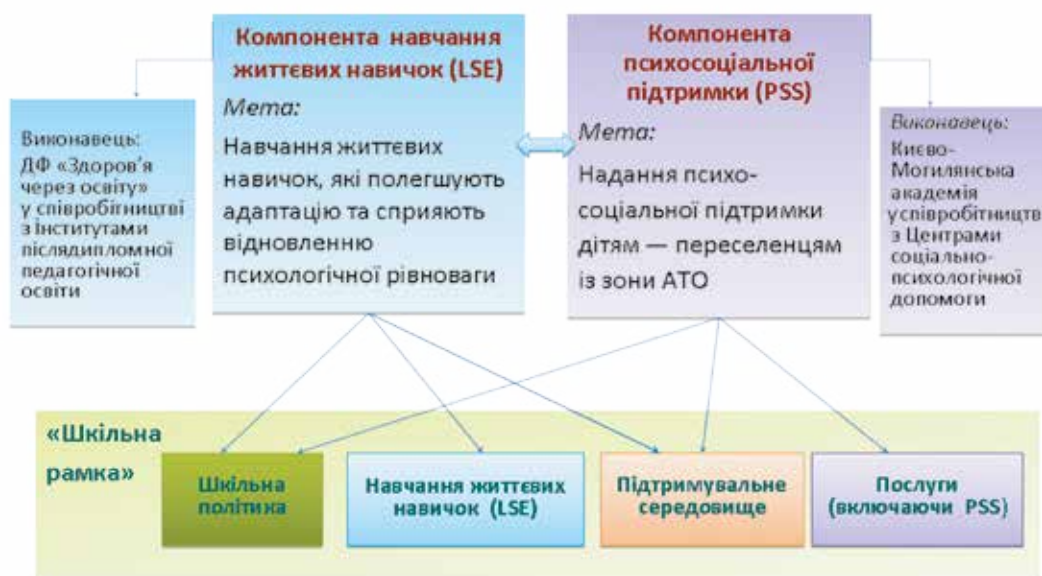 Компонента навчання
життєвих навичок (LSE)
Мета:
Навчання життєвих
навичок, які полегшують
адаптацію та сприяють
відновленню
психологічної рівноваги
Компонента
психосоціальної
підтримки (PSS)
Мета:
Надання психо-
соціальної підтримки
дітям — переселенцям
із зони АТО
Виконавець:
ДФ «Здоров'я
через освіту»
у співробітництві
з Інститутами
післядипломної
педагогічної
освіти
Виконавець:
Києво-
Могилянська
академія
у співробітництві
з Центрами
соціально-
психологічної
допомоги
«Шкільна
рамка»
Шкільна
політика
Навчання життєвих
навичок (LSE)
Підтримувальне
середовище
Послуги
(включаючи PSS)